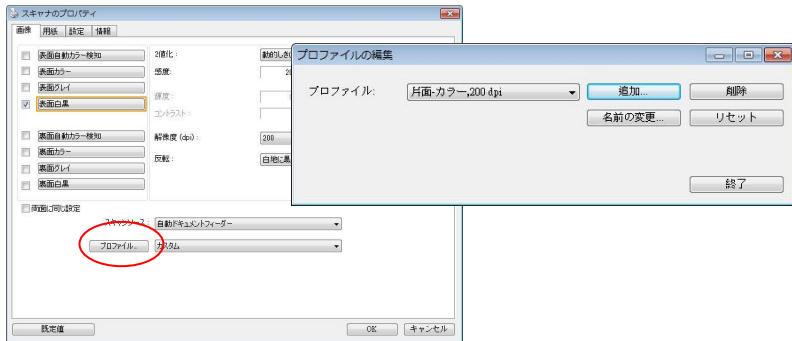 スキャナのプロパティ
画像 用紙 設定 情報
表面自動カラー検知
表面カラー
表面グレイ
表面白黒
裏面自動カラー検知
裏面カラー
裏面グレイ
裏面白黒
2値化：
感度:
輝度：
コントラスト：
解像度(dpi)： 200
反転：
両面に同じ設定
スキャンソース： 自動ドキュメントフィーダー
プロファイル... カスタム
既定値 OK キャンセル
プロファイルの編集
プロファイル: 片面-カラー,200 dpi 追加... 削除
名前の変更... リセット
終了